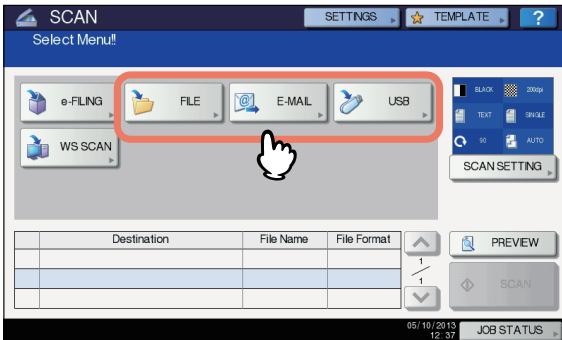 SCAN
SETTINGS
TEMPLATE
?
Select Menu!!
e-FILING
FILE
E-MAIL
USB
WS SCAN
BLACK
200dpi
TEXT
SINGLE
90
AUTO
SCAN SETTING
Destination
File Name
File Format
1
1
PREVIEW
SCAN
05/10/2013
12:37
JOB STATUS